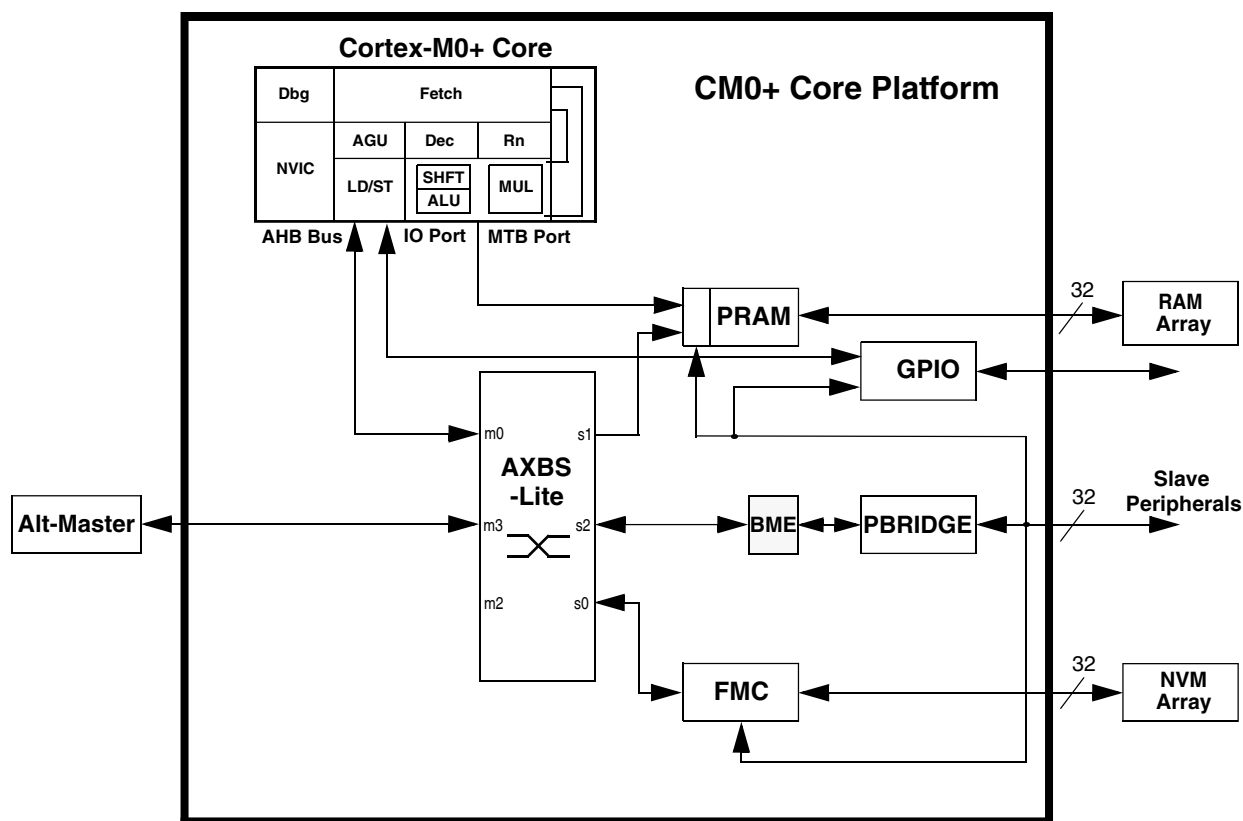 Cortex-M0+ Core
CM0+ Core Platform
Dbg
Fetch
AGU
Dec
Rn
NVIC
LD/ST
SHFT
ALU
MUL
AHB Bus
IO Port
MTB Port
PRAM
32
RAM
Array
GPIO
m0
s1
AXBS
-Lite
Alt-Master
m3
s2
BME
PBRIDGE
32
Slave
Peripherals
m2
s0
FMC
32
NVM
Array